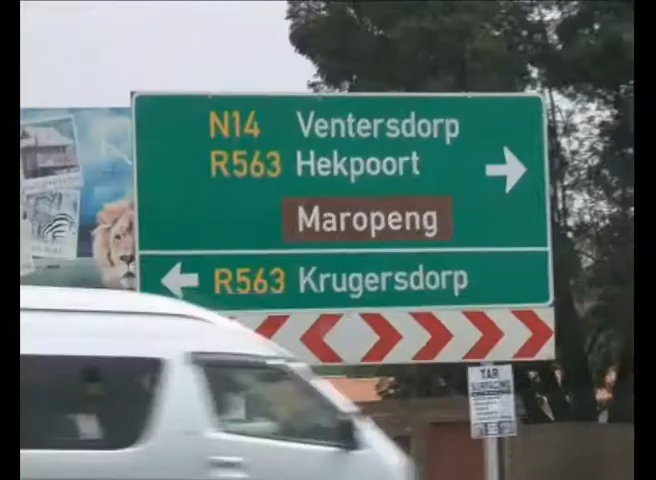 N14 Ventersdorp
R563 Hekpoort
Maropeng
R563 Krugersdorp
TAR
SURFACING